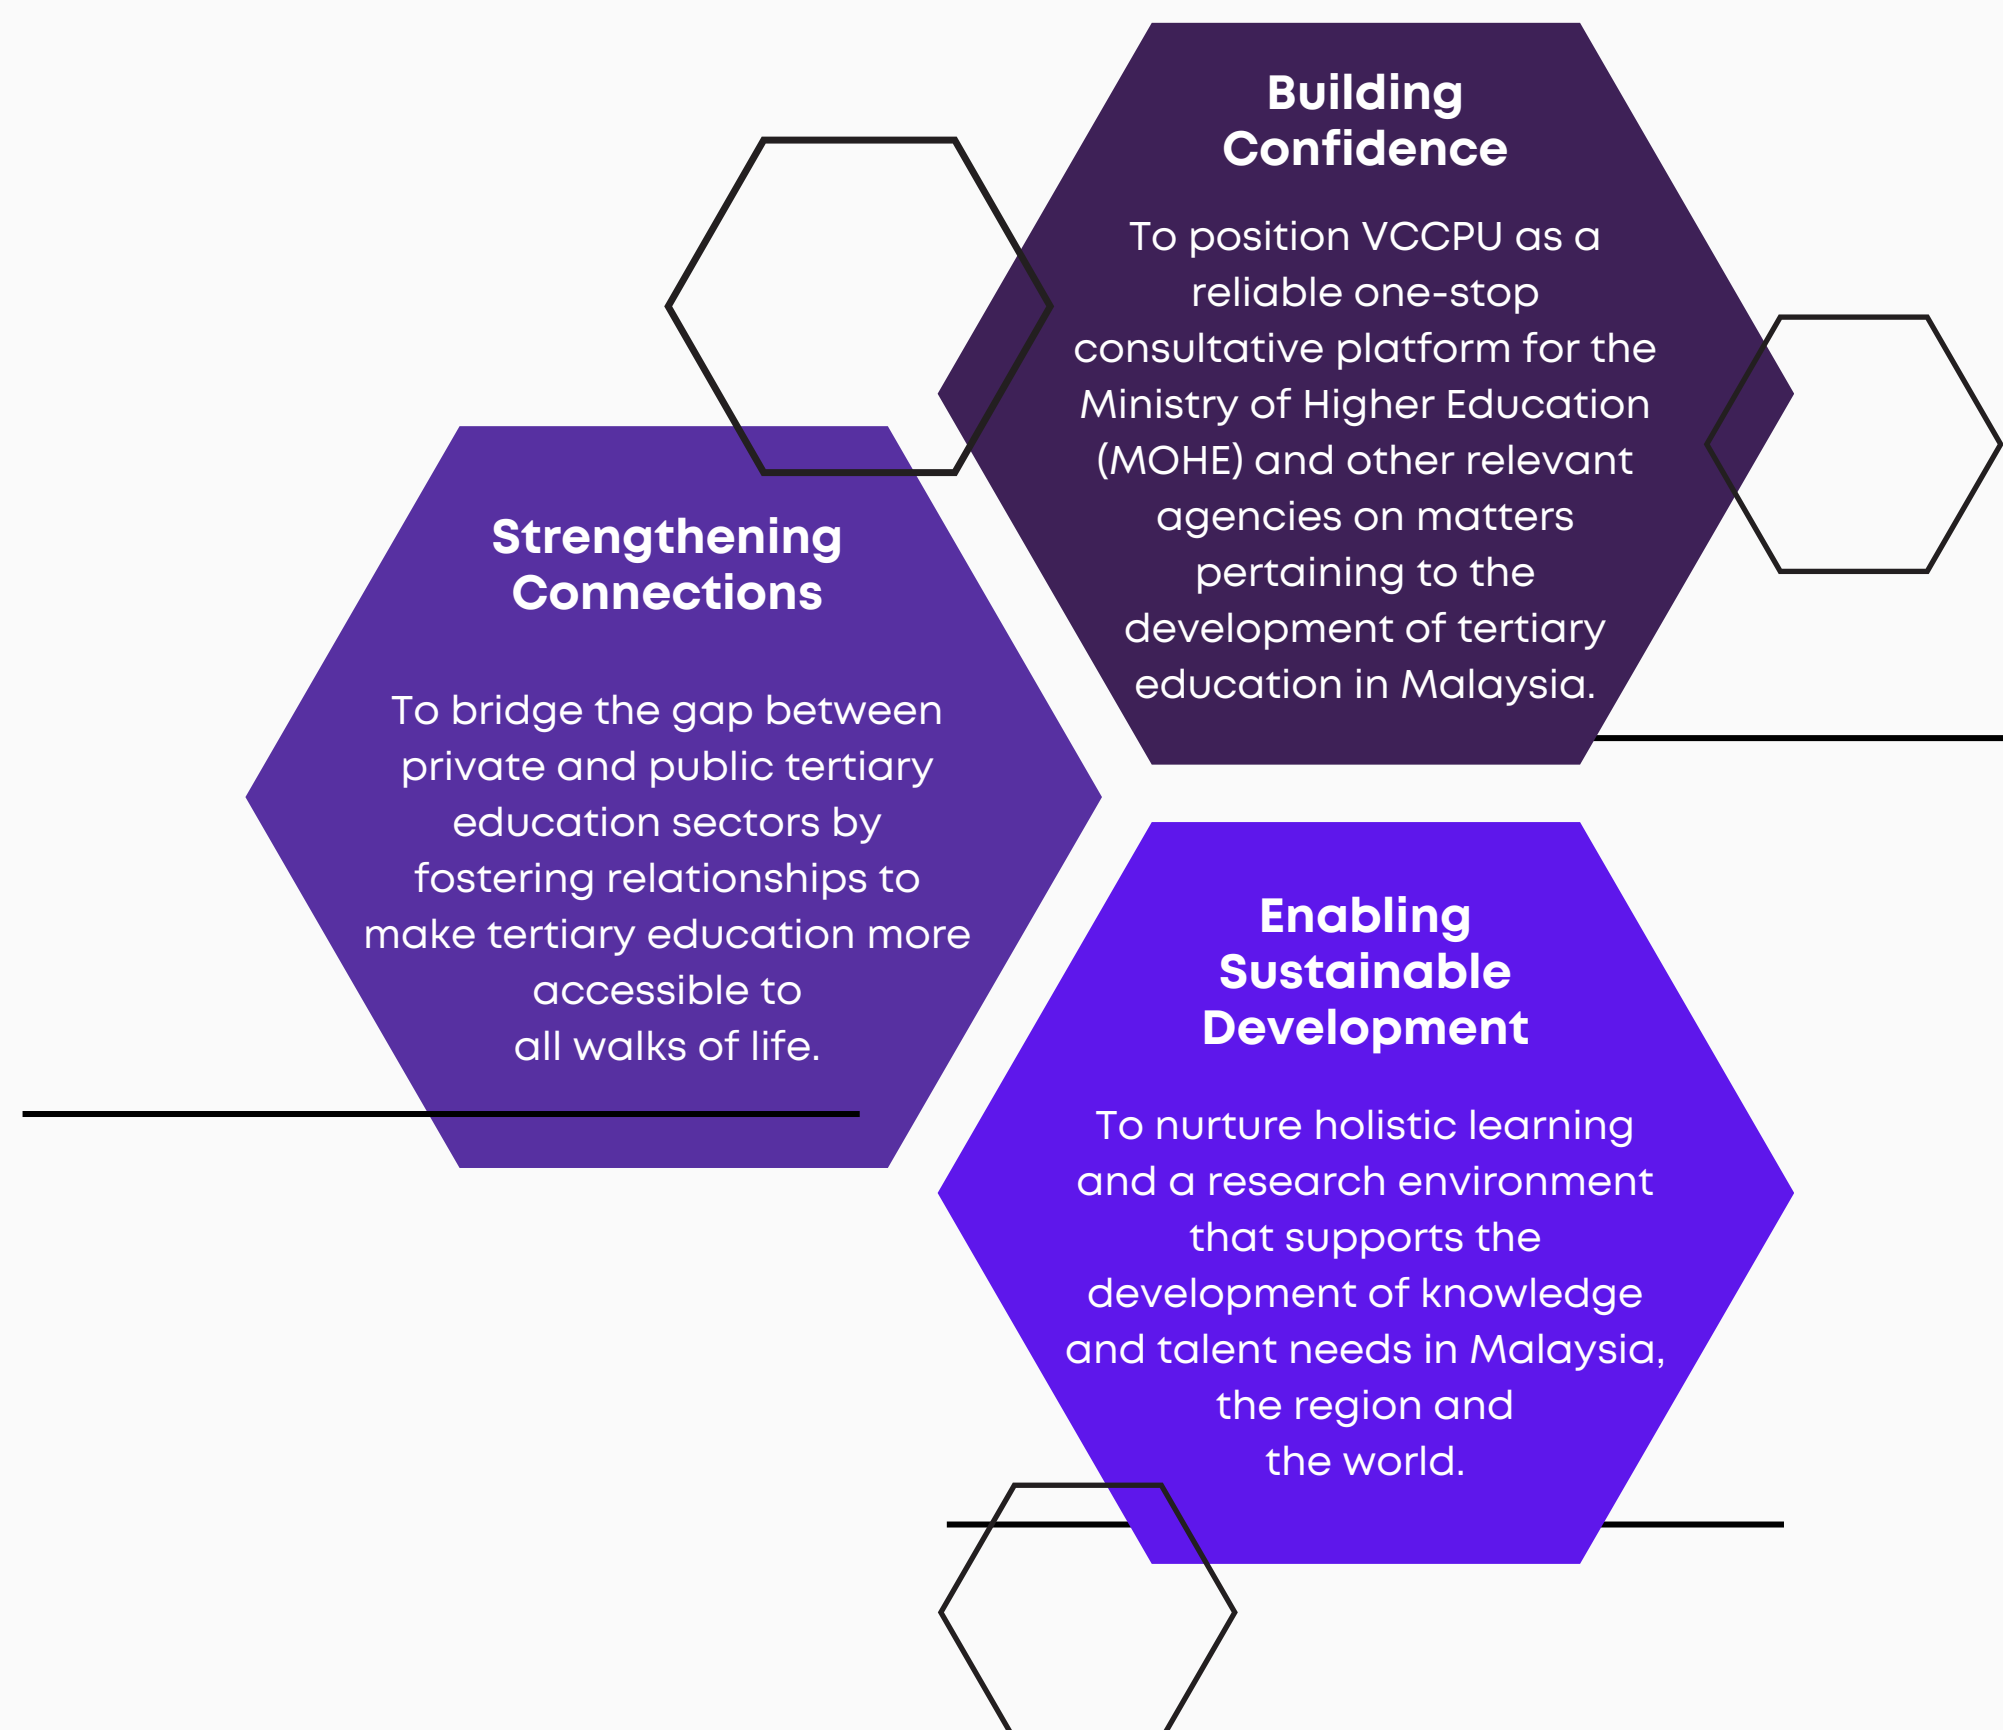 Building
Confidence
To position VCCPU as a
reliable one-stop
consultative platform for the
Ministry of Higher Education
(MOHE) and other relevant
agencies on matters
pertaining to the
development of tertiary
education in Malaysia.
Strengthening
Connections
To bridge the gap between
private and public tertiary
education sectors by
fostering relationships to
make tertiary education more
accessible to
all walks of life.
Enabling
Sustainable
Development
To nurture holistic learning
and a research environment
that supports the
development of knowledge
and talent needs in Malaysia,
the region and
the world.